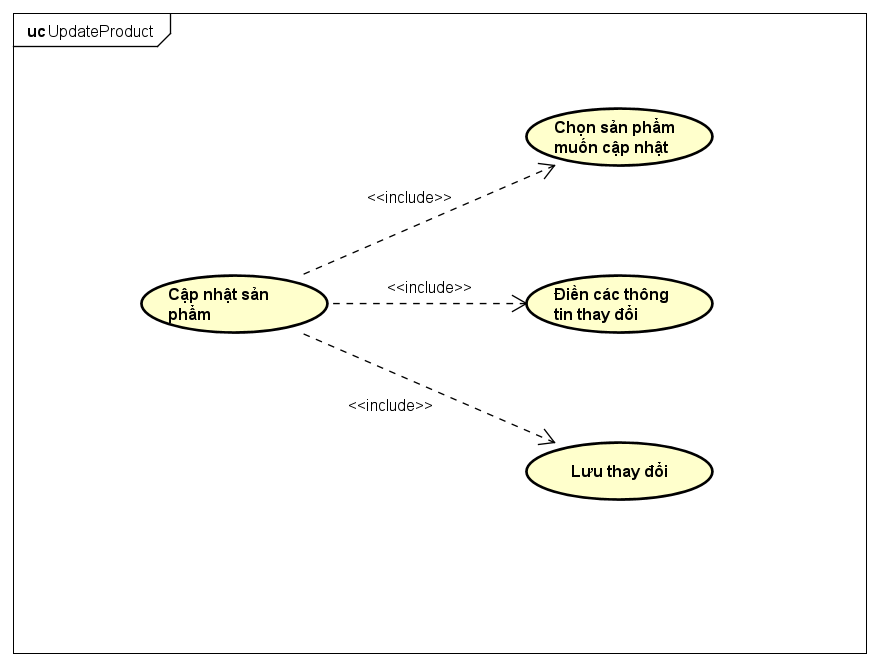 uc UpdateProduct
Chọn sản phẩm
muốn cập nhật
<<include>>
<<include>>
Cập nhật sản
phẩm
Điền các thông
tin thay đổi
<<include>>
Lưu thay đổi